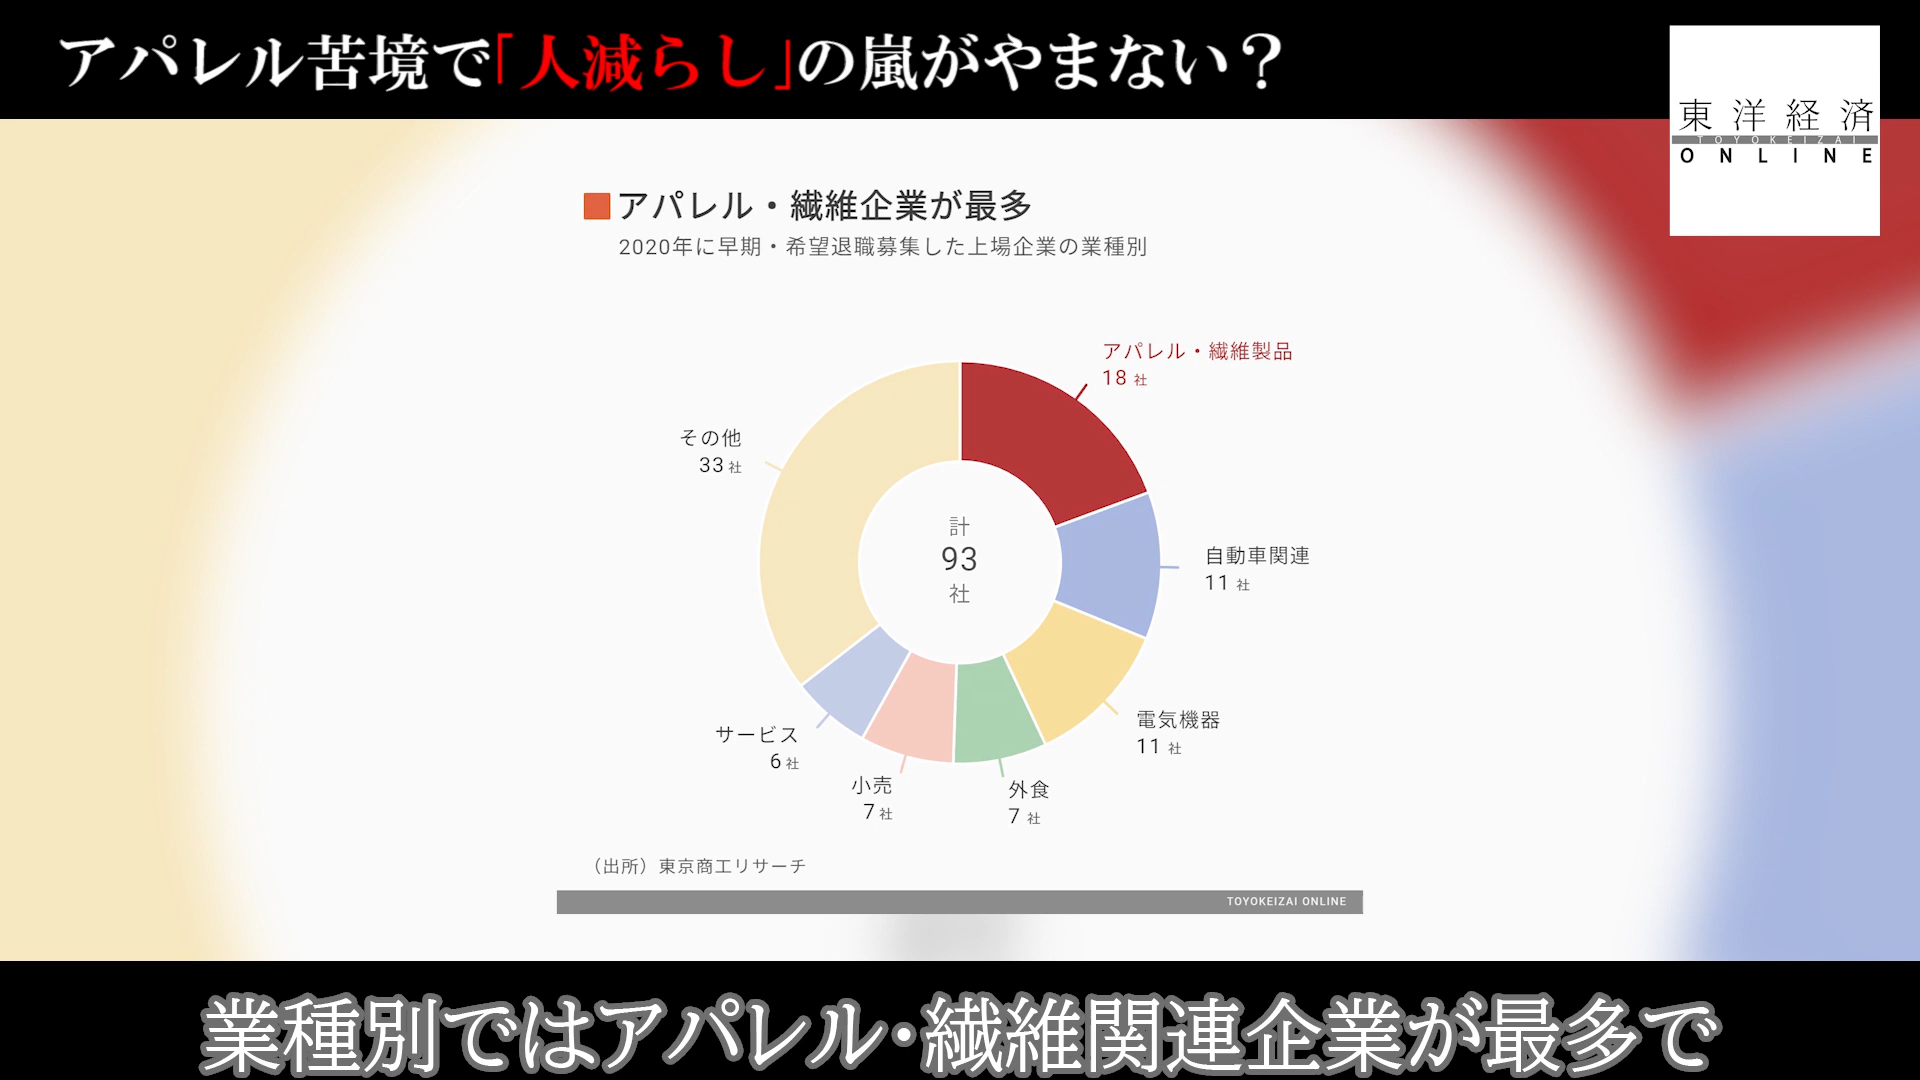 アパレル苦境で「人減らし」の嵐がやまない？
東洋経済
TOYOKEIZAI
ONLINE
アパレル・繊維企業が最多
2020年に早期・希望退職募集した上場企業の業種別
アパレル・繊維製品
18 社
その他
33 社
計
93
社
自動車関連
11 社
電気機器
11 社
サービス
6 社
小売
7 社
外食
7 社
（出所）東京商工リサーチ
TOYOKEIZAI ONLINE
業種別ではアパレル・繊維関連企業が最多で